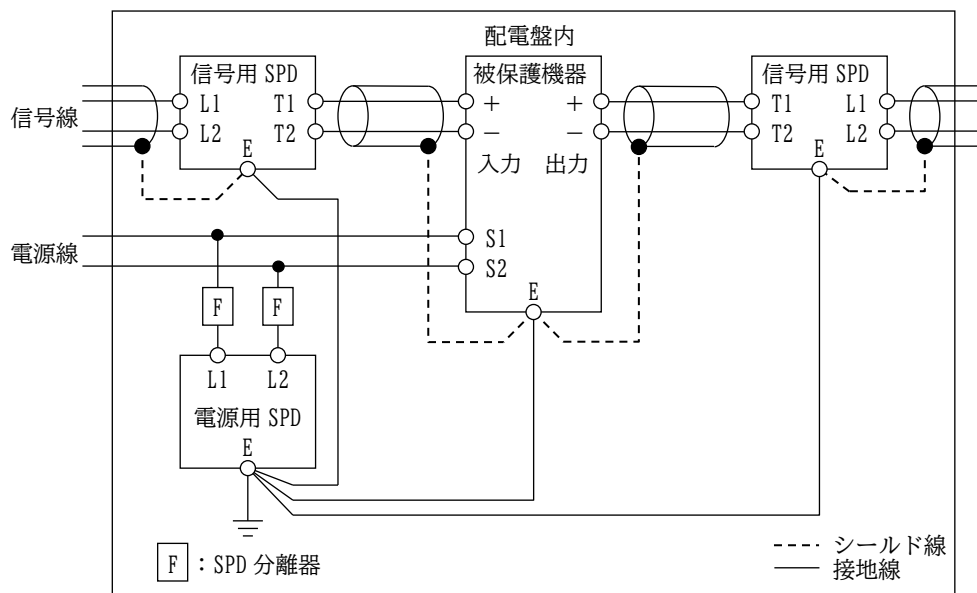 配電盤内
信号用 SPD
被保護機器
信号用 SPD
信号線
L1 T1
L2 T2
E
+ +
− −
入力 出力
T1 L1
T2 L2
E
電源線
S1
S2
E
F F
L1 L2
電源用 SPD
E
F : SPD 分離器
シールド線
接地線